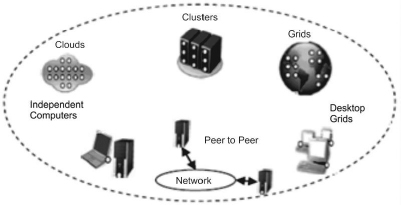 Clusters
Clouds
Grids
Independent
Computers
Desktop
Grids
Peer to Peer
Network